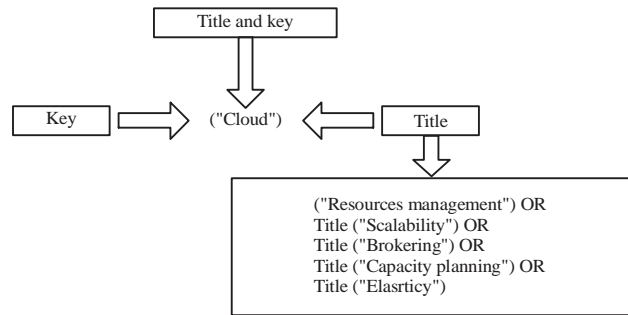 Title and key
Key
("Cloud")
Title
("Resources management") OR
Title ("Scalability") OR
Title ("Brokering") OR
Title ("Capacity planning") OR
Title ("Elasrticy")